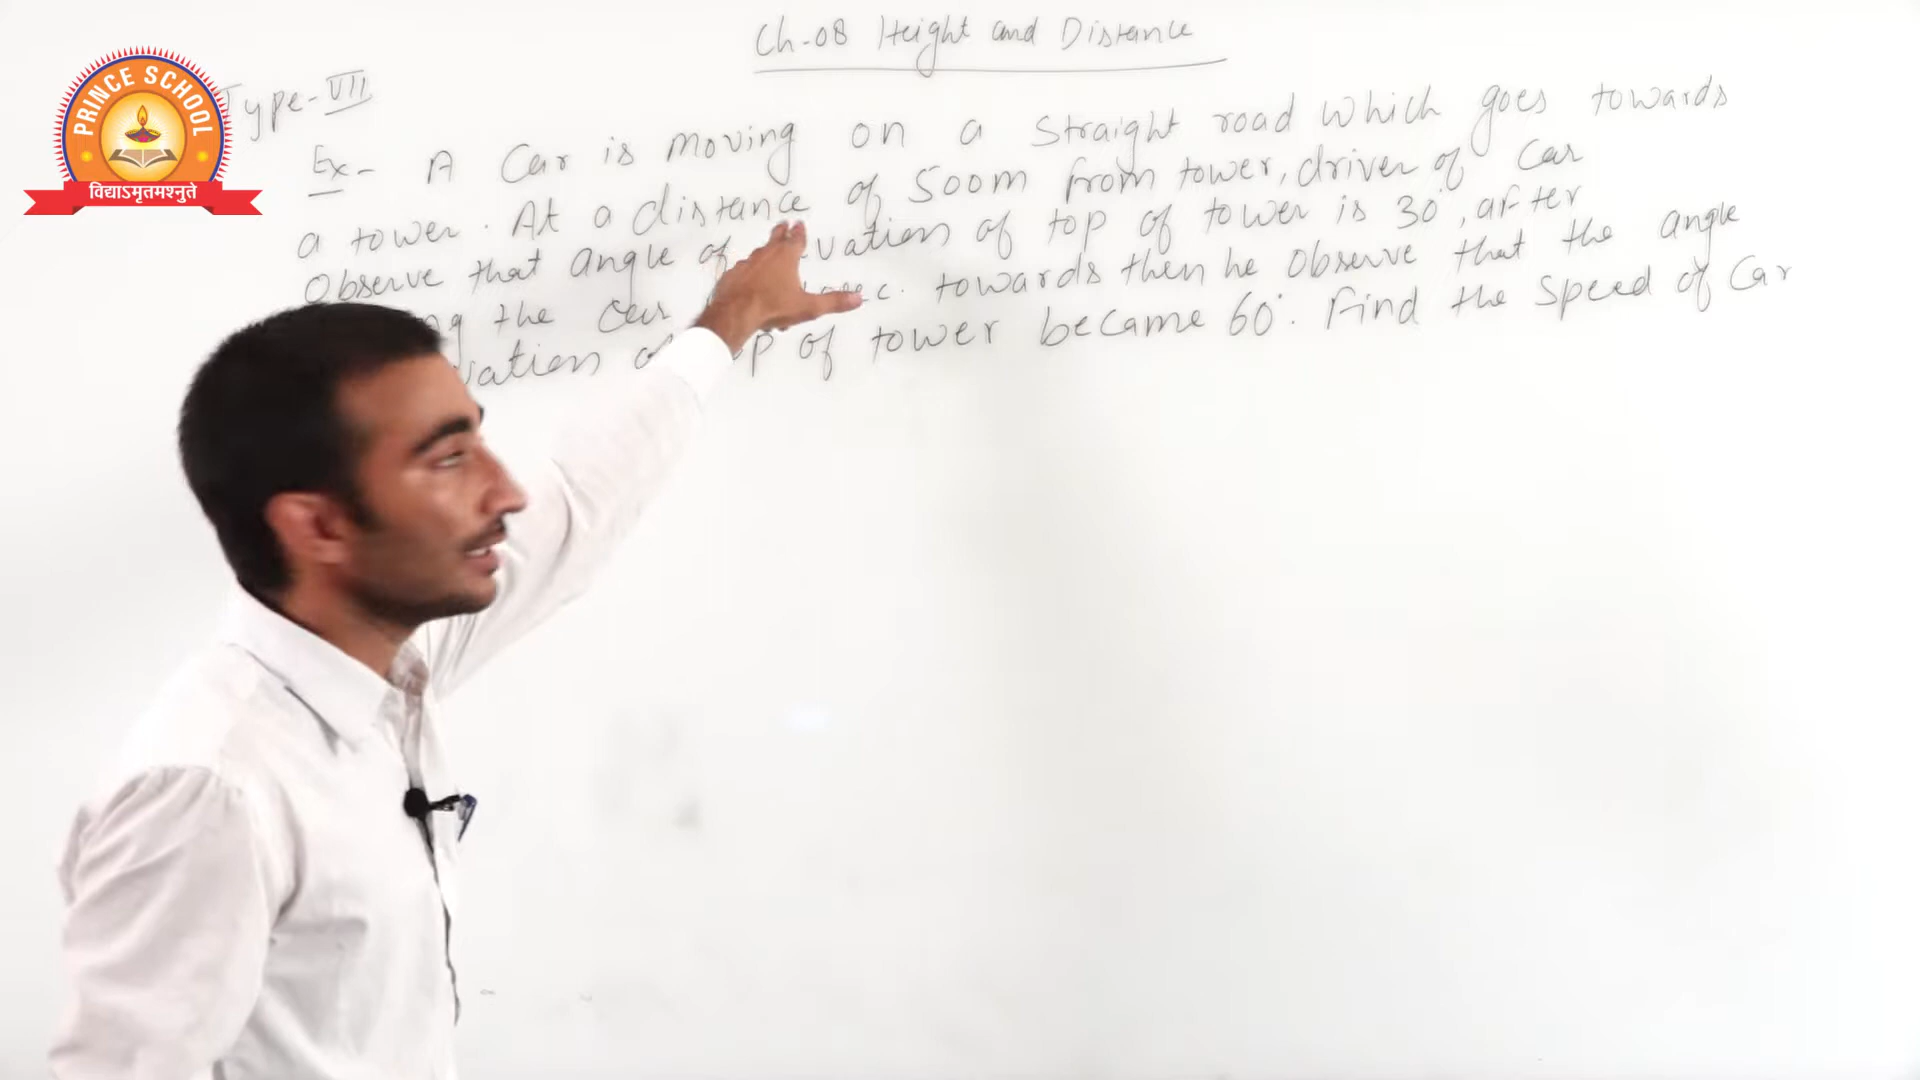 Ch-08 Height and Distance
PRINCE SCHOOL
विद्याऽमृतमश्नुते
Type-VII
Ex- A Car is moving on a straight road which goes towards
a tower. At a distance of 500m from tower, driver of Car
Observe that angle of of top of tower is 30°, after
the Car towards then he Observe that the angle
of tower became 60°. Find the Speed of Car